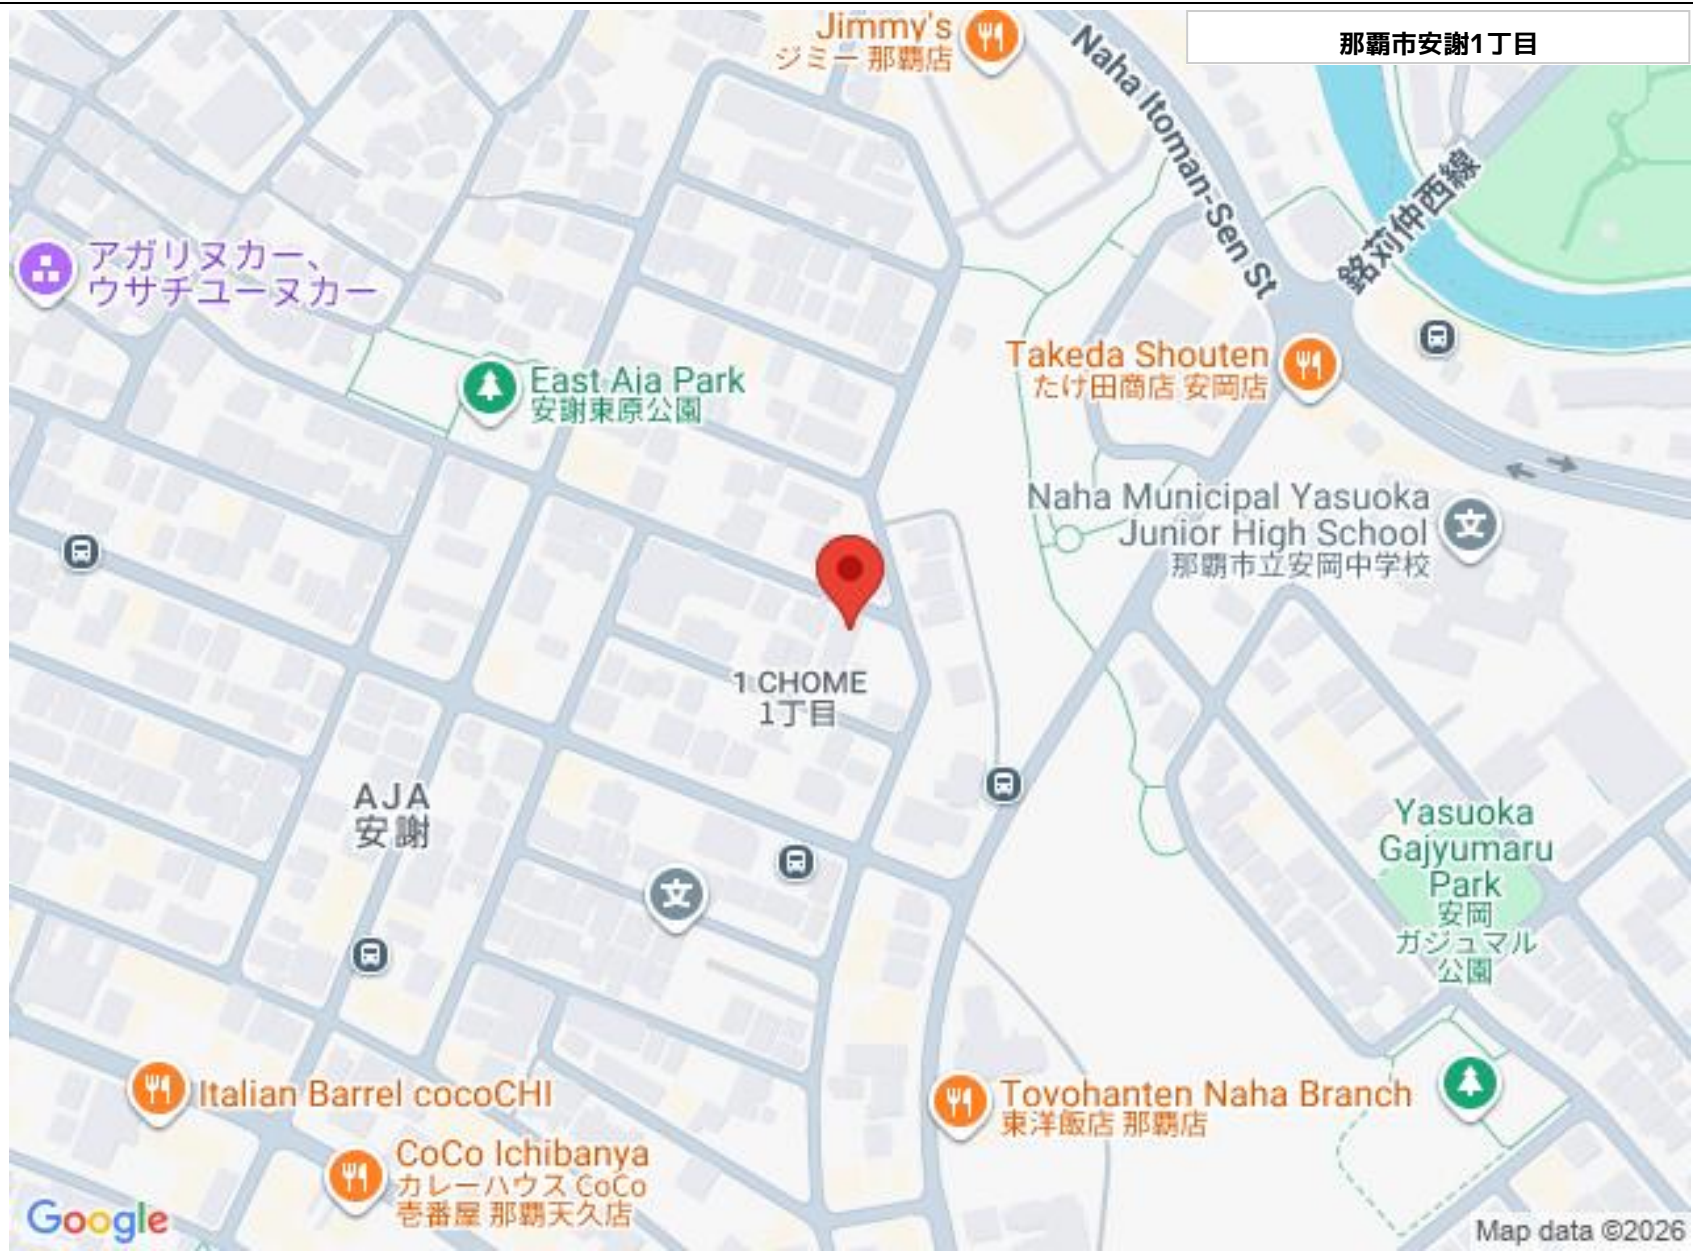 Jimmy's
ジミー 那覇店
那覇市安謝1丁目
Naha Itoman-Sen St
銘苅仲西線
アガリヌカー、
ウサチユーヌカー
Takeda Shouten
たけ田商店 安岡店
East Aja Park
安謝東原公園
Naha Municipal Yasuoka
Junior High School
那覇市立安岡中学校
文
1 CHOME
1丁目
AJA
安謝
Yasuoka
Gajyumaru
Park
安岡
ガジュマル
公園
文
Italian Barrel cocoCHI
Toyohanten Naha Branch
東洋飯店 那覇店
CoCo Ichibanya
カレーハウス CoCo
壱番屋 那覇天久店
Google
Map data ©2026